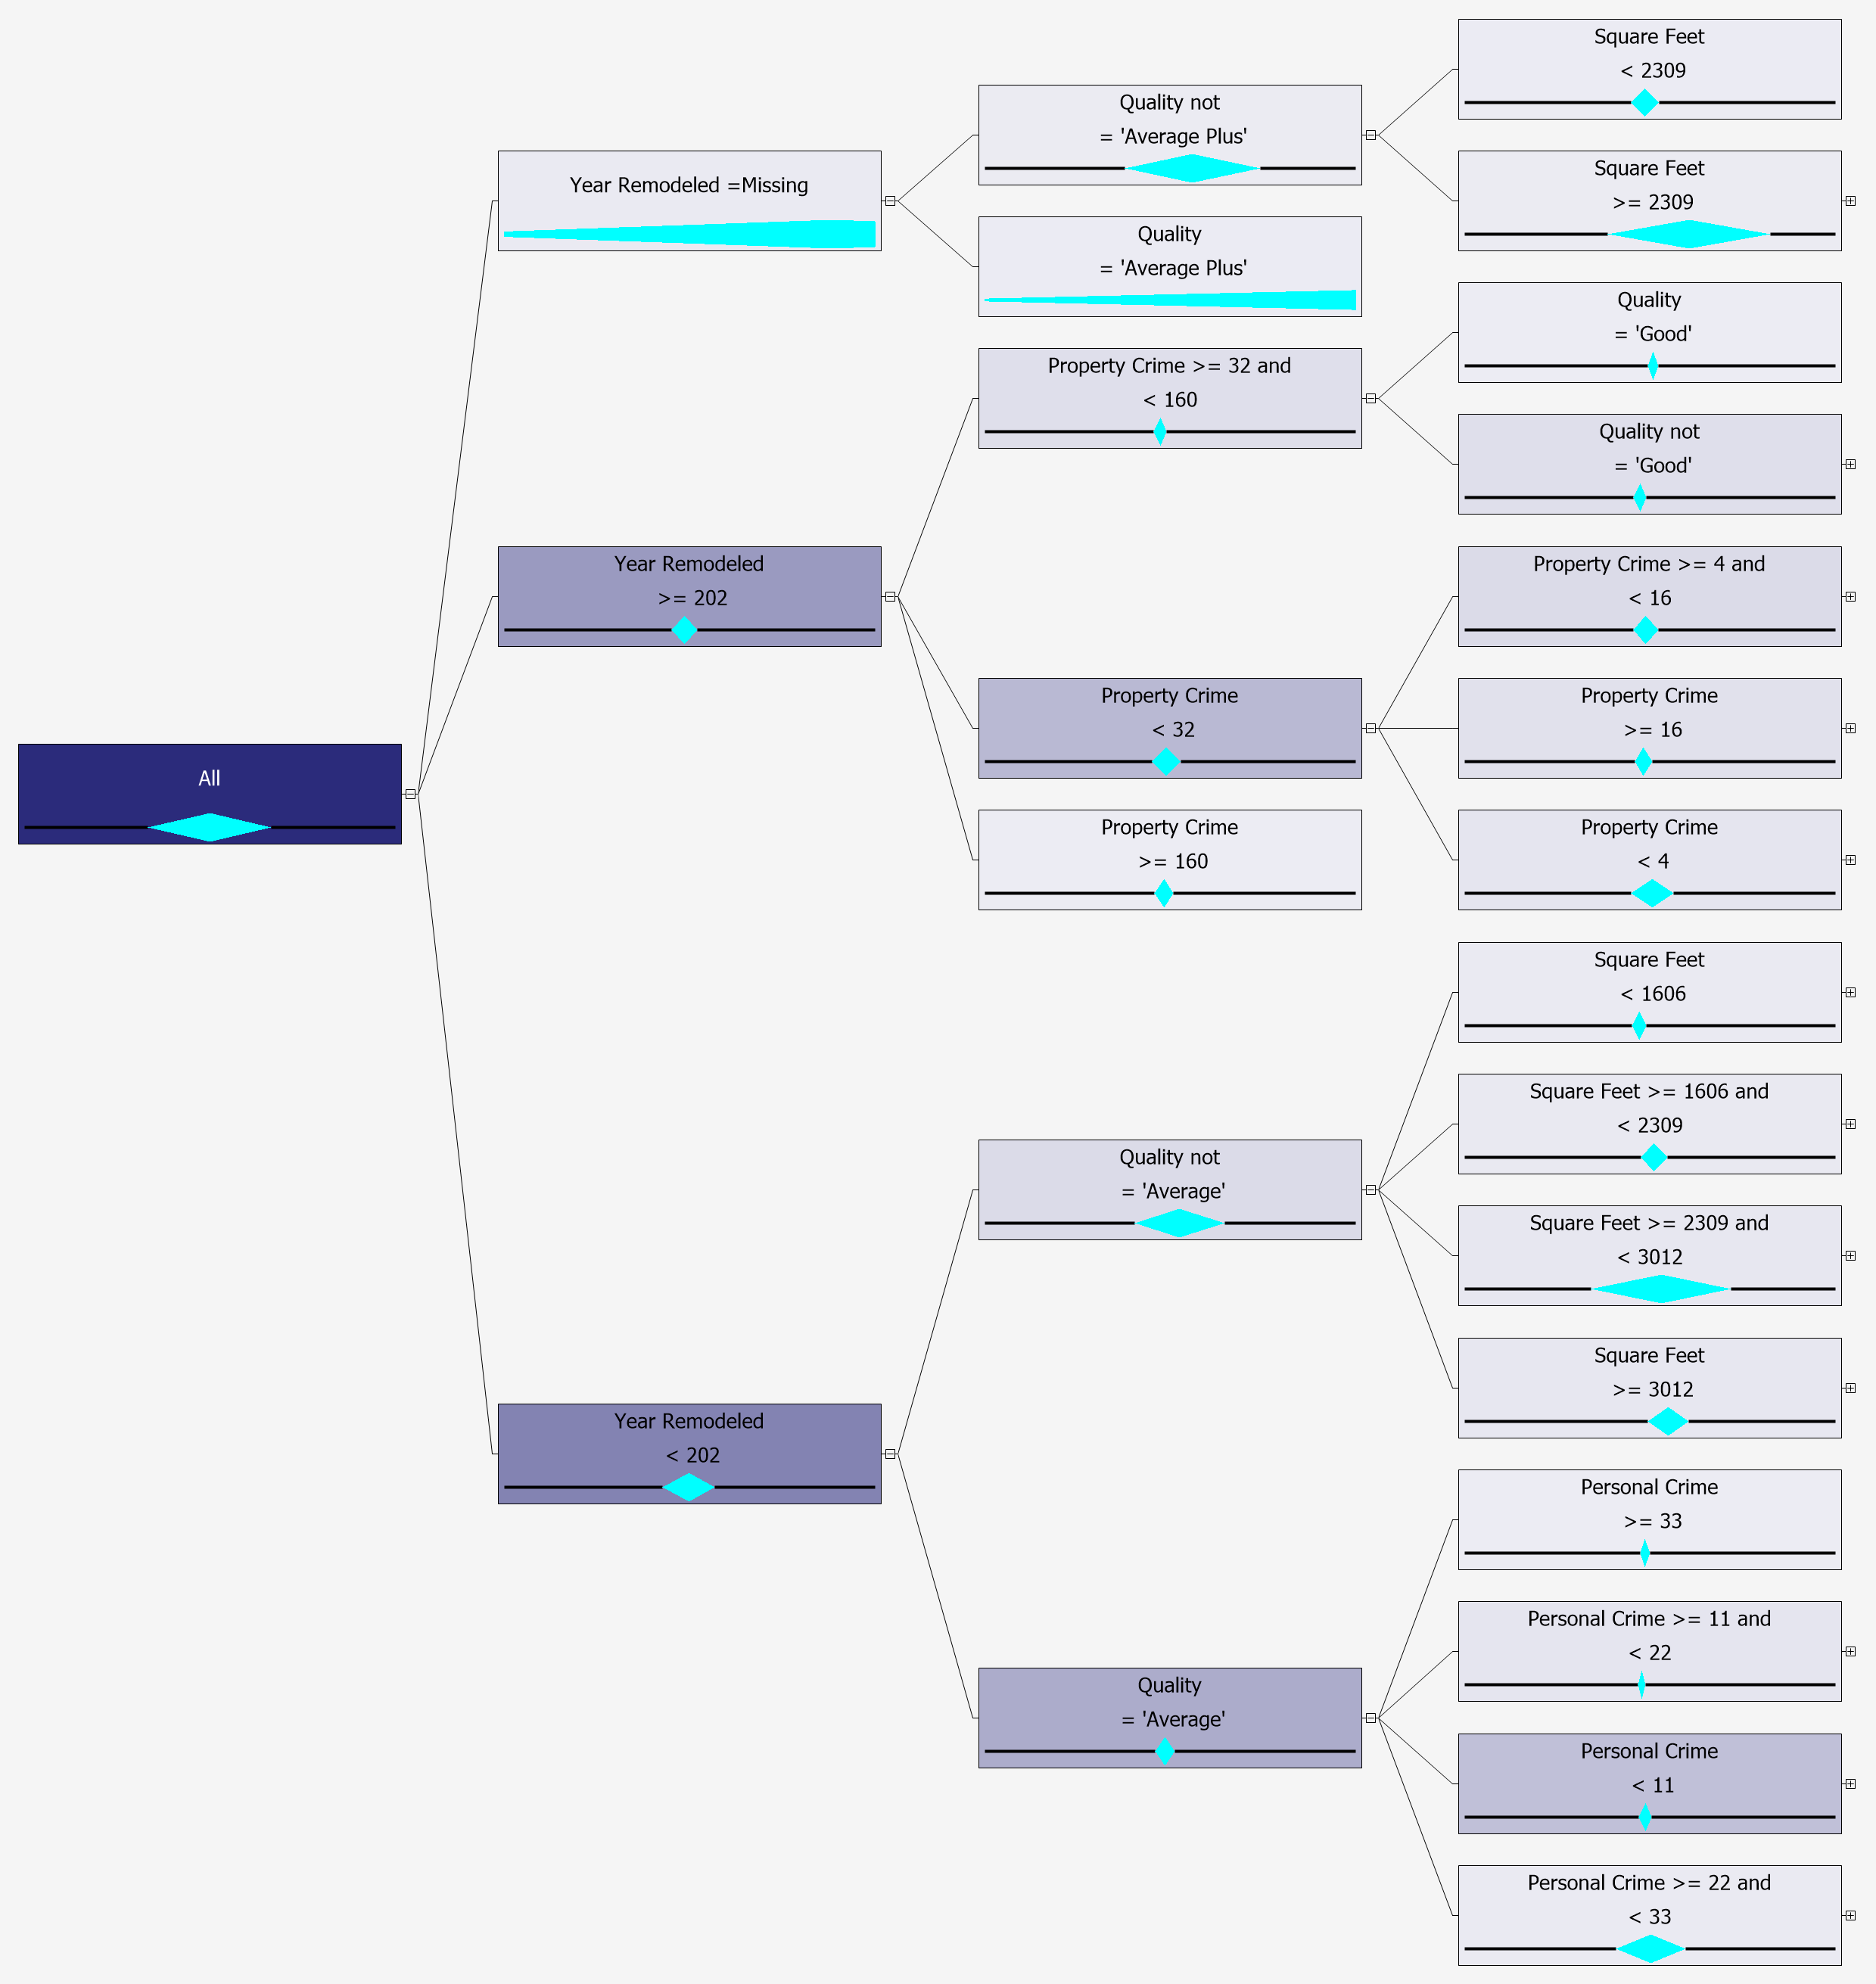 Square Feet
< 2309
Quality not
= 'Average Plus'
Year Remodeled =Missing
Square Feet
>= 2309
Quality
= 'Average Plus'
Quality
= 'Good'
Property Crime >= 32 and
< 160
Quality not
= 'Good'
Year Remodeled
>= 202
Property Crime >= 4 and
< 16
Property Crime
< 32
Property Crime
>= 16
All
Property Crime
>= 160
Property Crime
< 4
Square Feet
< 1606
Square Feet >= 1606 and
< 2309
Quality not
= 'Average'
Square Feet >= 2309 and
< 3012
Square Feet
>= 3012
Year Remodeled
< 202
Personal Crime
>= 33
Personal Crime >= 11 and
< 22
Quality
= 'Average'
Personal Crime
< 11
Personal Crime >= 22 and
< 33